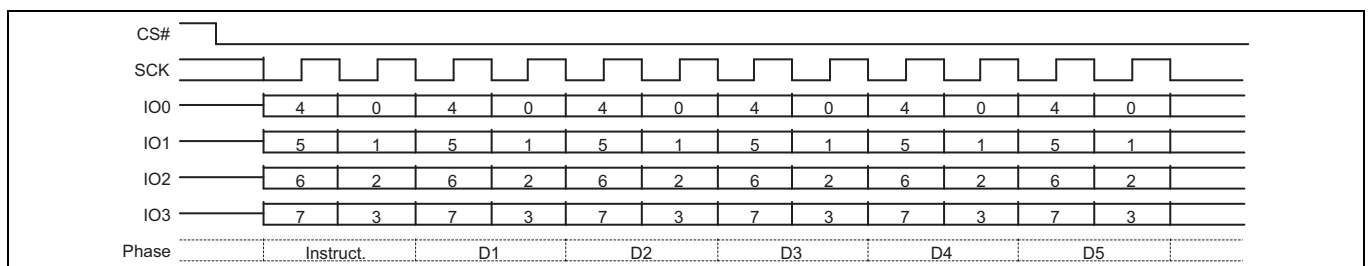 CS#
SCK
IO0 4 0 4 0 4 0 4 0 4 0 4 0
IO1 5 1 5 1 5 1 5 1 5 1 5 1
IO2 6 2 6 2 6 2 6 2 6 2 6 2
IO3 7 3 7 3 7 3 7 3 7 3 7 3
Phase Instruct. D1 D2 D3 D4 D5